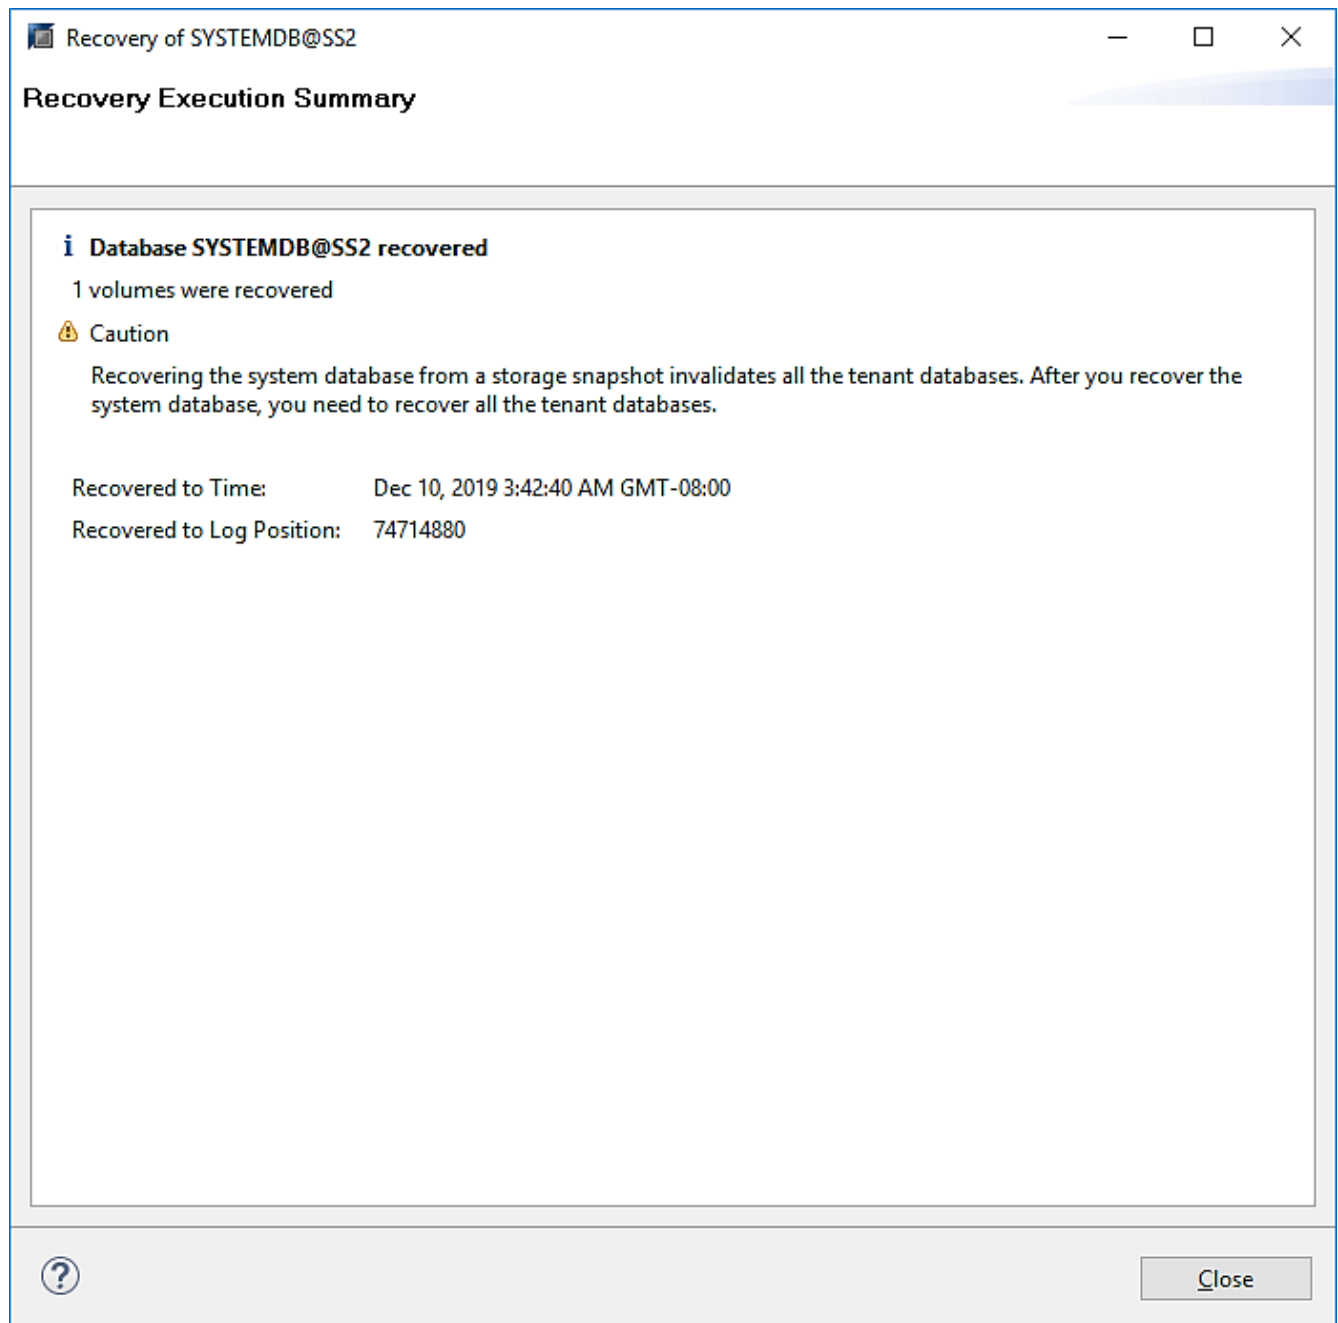 Recovery of SYSTEMDB@SS2
Recovery Execution Summary
i Database SYSTEMDB@SS2 recovered
1 volumes were recovered
Caution
Recovering the system database from a storage snapshot invalidates all the tenant databases. After you recover the
system database, you need to recover all the tenant databases.
Recovered to Time: Dec 10, 2019 3:42:40 AM GMT-08:00
Recovered to Log Position: 74714880
?
Close